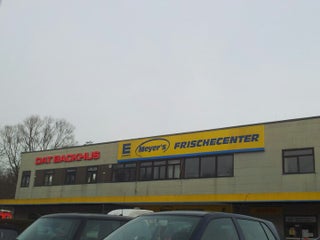 DAT BACKHUS
E Meyer's FRISCHECENTER